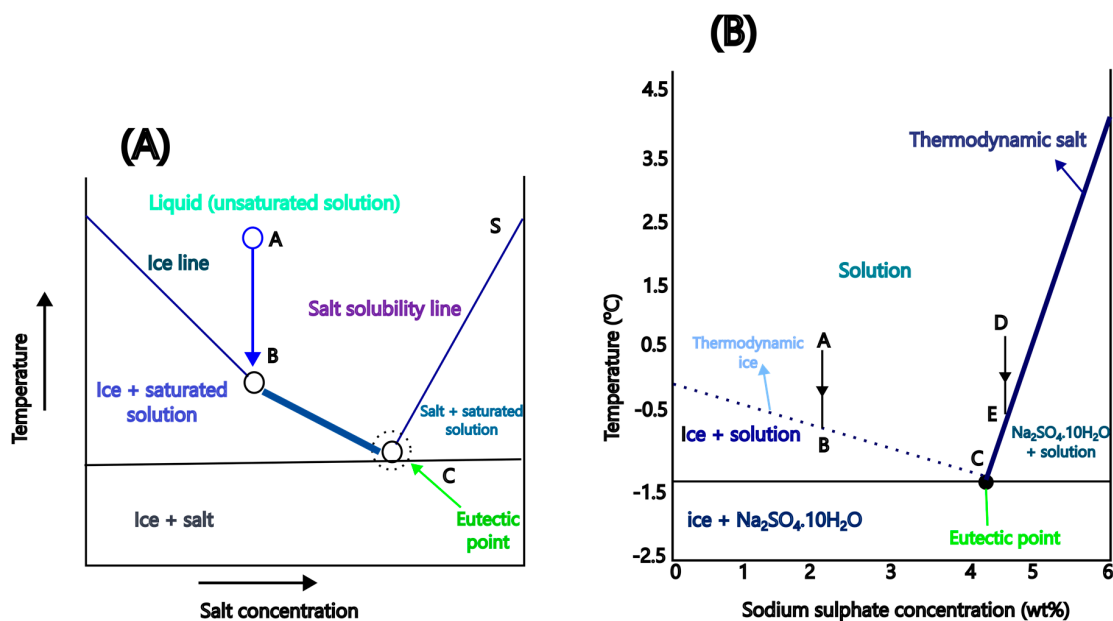 (A)
Liquid (unsaturated solution)
S
A
Ice line
Salt solubility line
B
Ice + saturated
solution
Salt + saturated
solution
C
Ice + salt
Eutectic
point
Temperature
Salt concentration
(B)
4.5
3.5
2.5
1.5
0.5
-0.5
-1.5
-2.5
Temperature (⁰C)
Thermodynamic salt
Solution
Thermodynamic
ice
A
D
Ice + solution
B
E
C
Na₂SO₄.10H₂O
+ solution
ice + Na₂SO₄.10H₂O
Eutectic point
0 1 2 3 4 5 6
Sodium sulphate concentration (wt%)